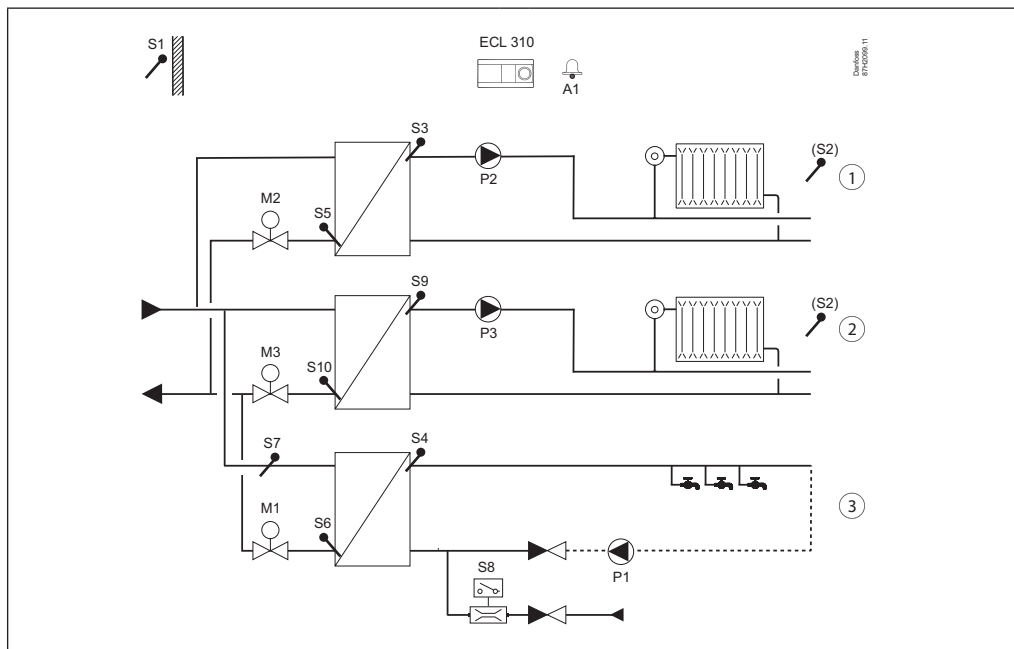 S1
ECL 310
A1
Danfoss
87H2099.11
S3
P2
(S2)
1
M2
S5
S9
P3
(S2)
2
M3
S10
S7
S4
M1
S6
3
S8
P1